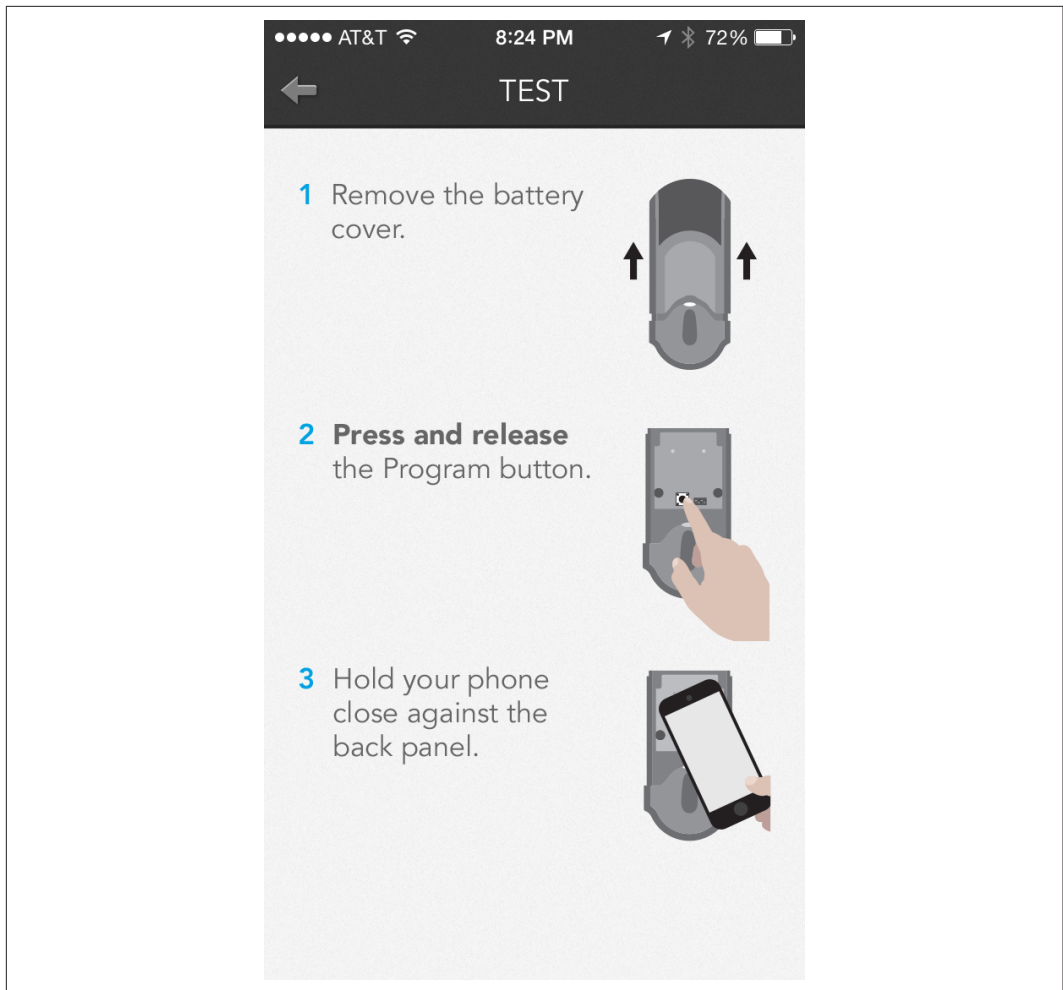 ●●●●● AT&T 8:24 PM 72%
TEST
1 Remove the battery
cover.
2 Press and release
the Program button.
3 Hold your phone
close against the
back panel.